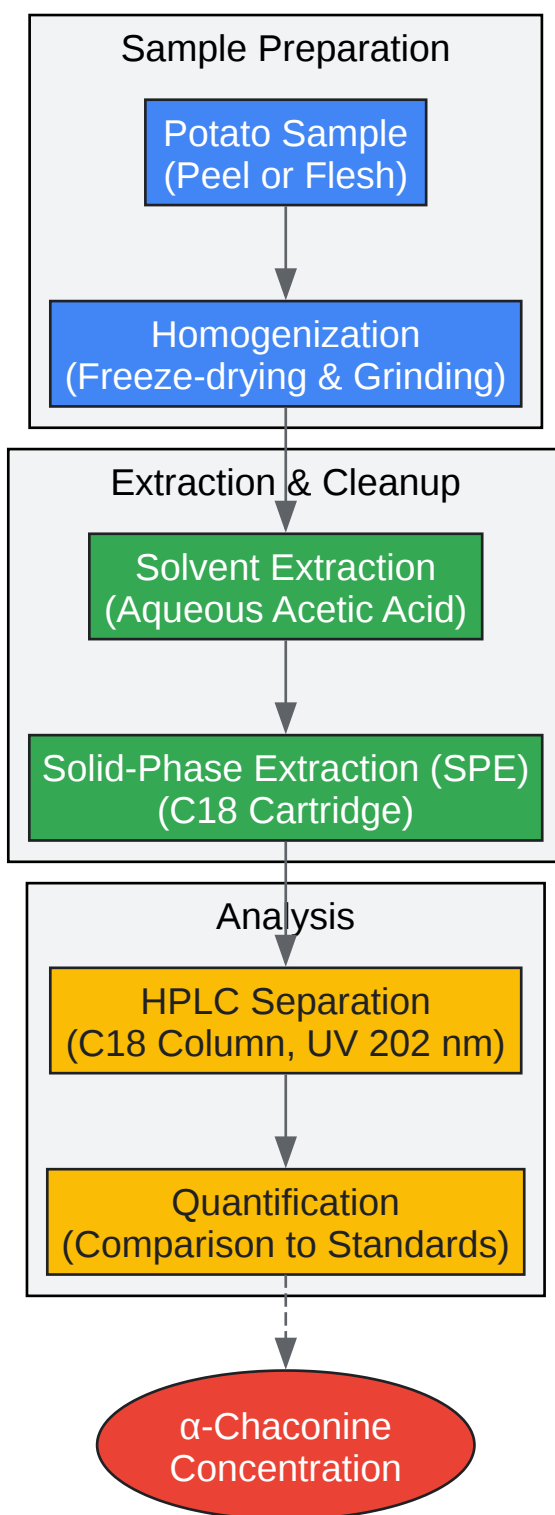 Sample Preparation
Potato Sample
(Peel or Flesh)
Homogenization
(Freeze-drying & Grinding)
Extraction & Cleanup
Solvent Extraction
(Aqueous Acetic Acid)
Solid-Phase Extraction (SPE)
(C18 Cartridge)
Analysis
HPLC Separation
(C18 Column, UV 202 nm)
Quantification
(Comparison to Standards)
α-Chaconine
Concentration